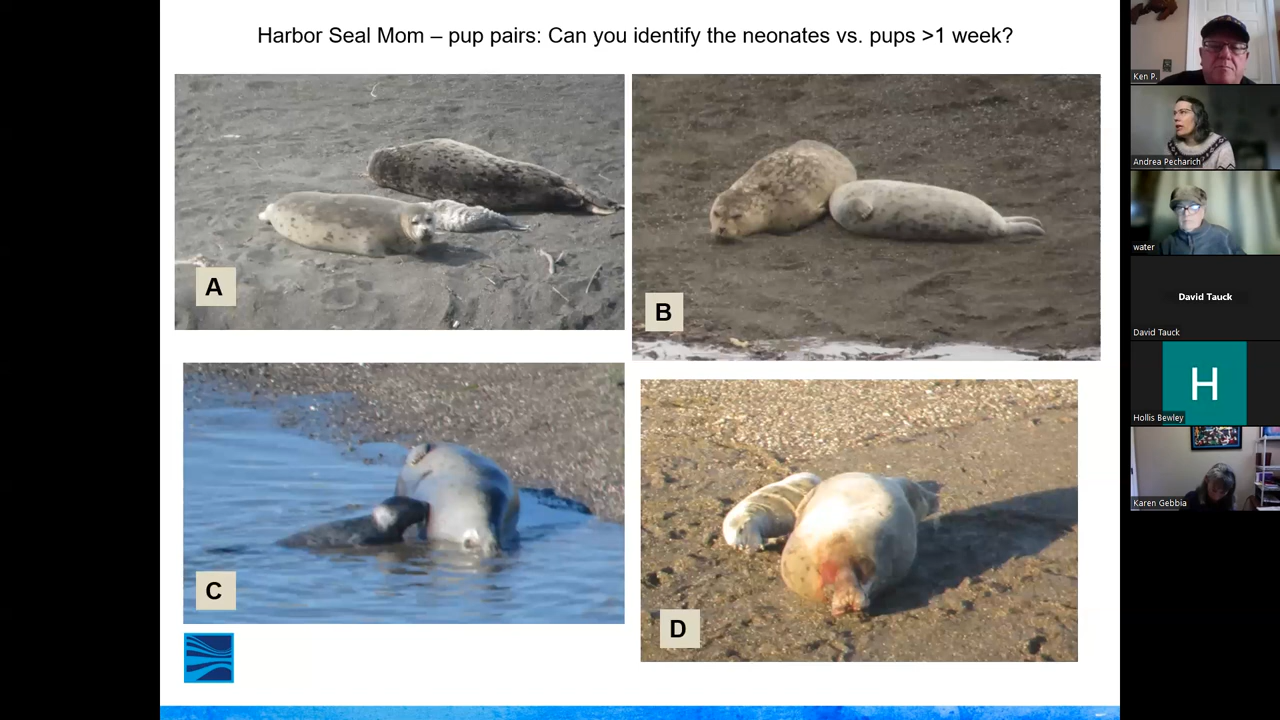 Harbor Seal Mom – pup pairs: Can you identify the neonates vs. pups >1 week?
A
B
C
D
Ken P.
Andrea Pecharich
water
David Tauck
David Tauck
H
Hollis Bewley
Karen Gebbia